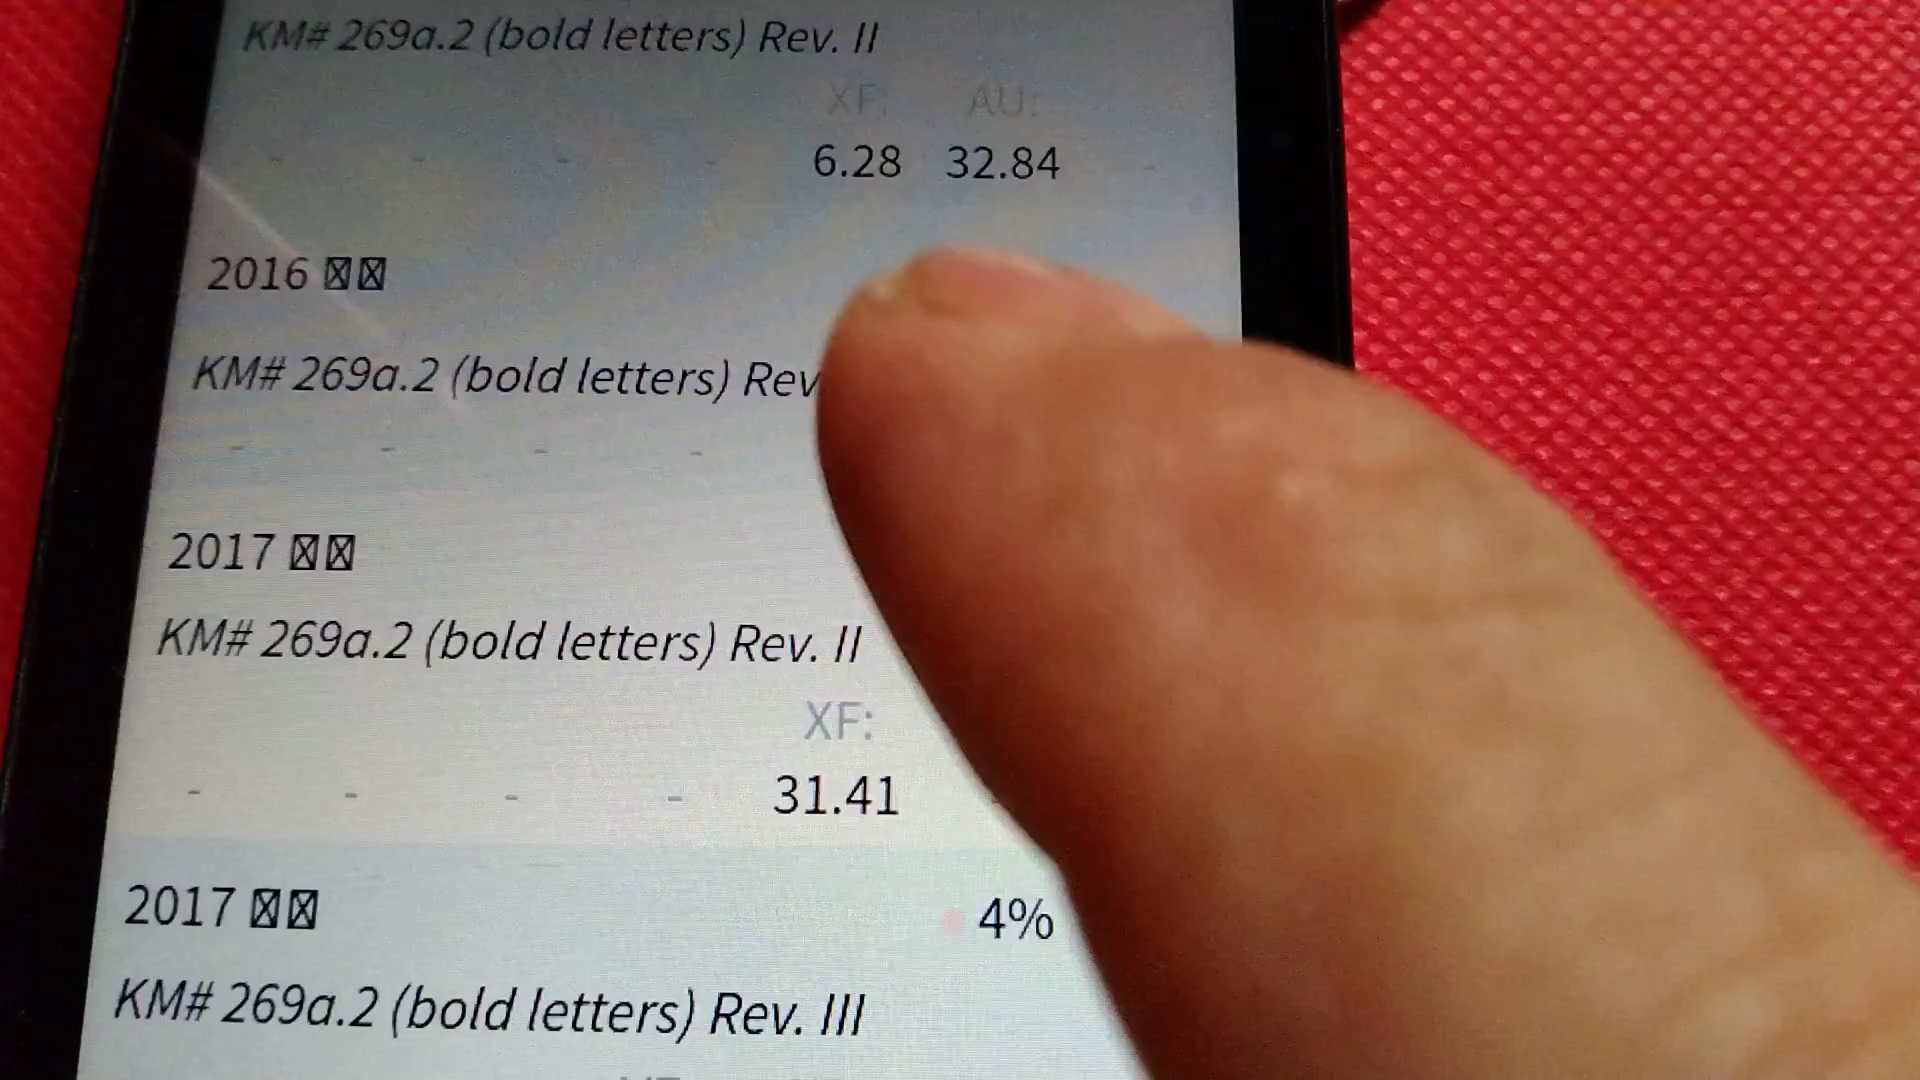 KM# 269a.2 (bold letters) Rev. II
XF: AU:
- - - - 6.28 32.84 -
2016
KM# 269a.2 (bold letters) Rev
- - - -
2017
KM# 269a.2 (bold letters) Rev. II
XF:
- - - - 31.41
2017 4%
KM# 269a.2 (bold letters) Rev. III